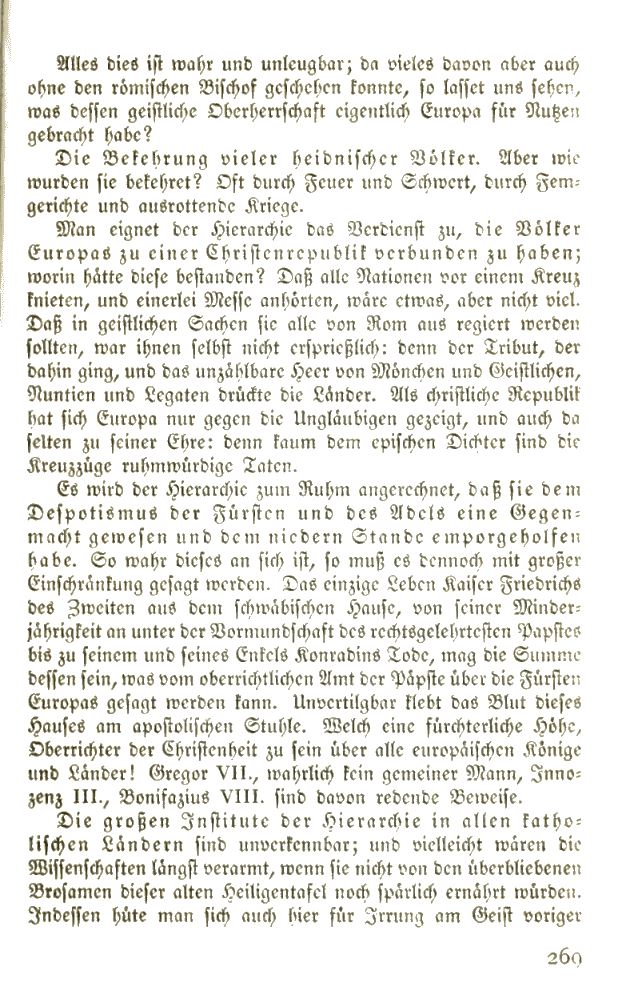 Alles dies ist wahr und unleugbar; da vieles davon aber auch
ohne den römischen Bischof geschehen konnte, so lasset uns sehen,
was dessen geistliche Oberherrschaft eigentlich Europa für Nutzen
gebracht habe?
Die Bekehrung vieler heidnischer Völker. Aber wie
wurden sie bekehret? Oft durch Feuer und Schwert, durch Fem-
gerichte und ausrottende Kriege.
Man eignet der Hierarchie das Verdienst zu, die Völker
Europas zu einer Christenrepublik verbunden zu haben;
worin hätte diese bestanden? Daß alle Nationen vor einem Kreuz
knieten, und einerlei Messe anhörten, wäre etwas, aber nicht viel.
Daß in geistlichen Sachen sie alle von Rom aus regiert werden
sollten, war ihnen selbst nicht ersprießlich: denn der Tribut, der
dahin ging, und das unzählbare Heer von Mönchen und Geistlichen,
Nuntien und Legaten drückte die Länder. Als christliche Republik
hat sich Europa nur gegen die Ungläubigen gezeigt, und auch da
selten zu seiner Ehre: denn kaum dem epischen Dichter sind die
Kreuzzüge ruhmwürdige Taten.
Es wird der Hierarchie zum Ruhm angerechnet, daß sie dem
Despotismus der Fürsten und des Adels eine Gegen-
macht gewesen und dem niedern Stande emporgeholfen
habe. So wahr dieses an sich ist, so muß es dennoch mit großer
Einschränkung gesagt werden. Das einzige Leben Kaiser Friedrichs
des Zweiten aus dem schwäbischen Hause, von seiner Minder-
jährigkeit an unter der Vormundschaft des rechtsgelehrtesten Papstes
bis zu seinem und seines Enkels Konradins Tode, mag die Summe
dessen sein, was vom oberrichtlichen Amt der Päpste über die Fürsten
Europas gesagt werden kann. Unvertilgbar klebt das Blut dieses
Hauses am apostolischen Stuhle. Welch eine fürchterliche Höhe,
Oberrichter der Christenheit zu sein über alle europäischen Könige
und Länder! Gregor VII., wahrlich kein gemeiner Mann, Inno-
zenz III., Bonifazius VIII. sind davon redende Beweise.
Die großen Institute der Hierarchie in allen katho-
lischen Ländern sind unverkennbar; und vielleicht wären die
Wissenschaften längst verarmt, wenn sie nicht von den überbliebenen
Brosamen dieser alten Heiligentafel noch spärlich ernährt würden.
Indessen hüte man sich auch hier für Irrung am Geist voriger
269